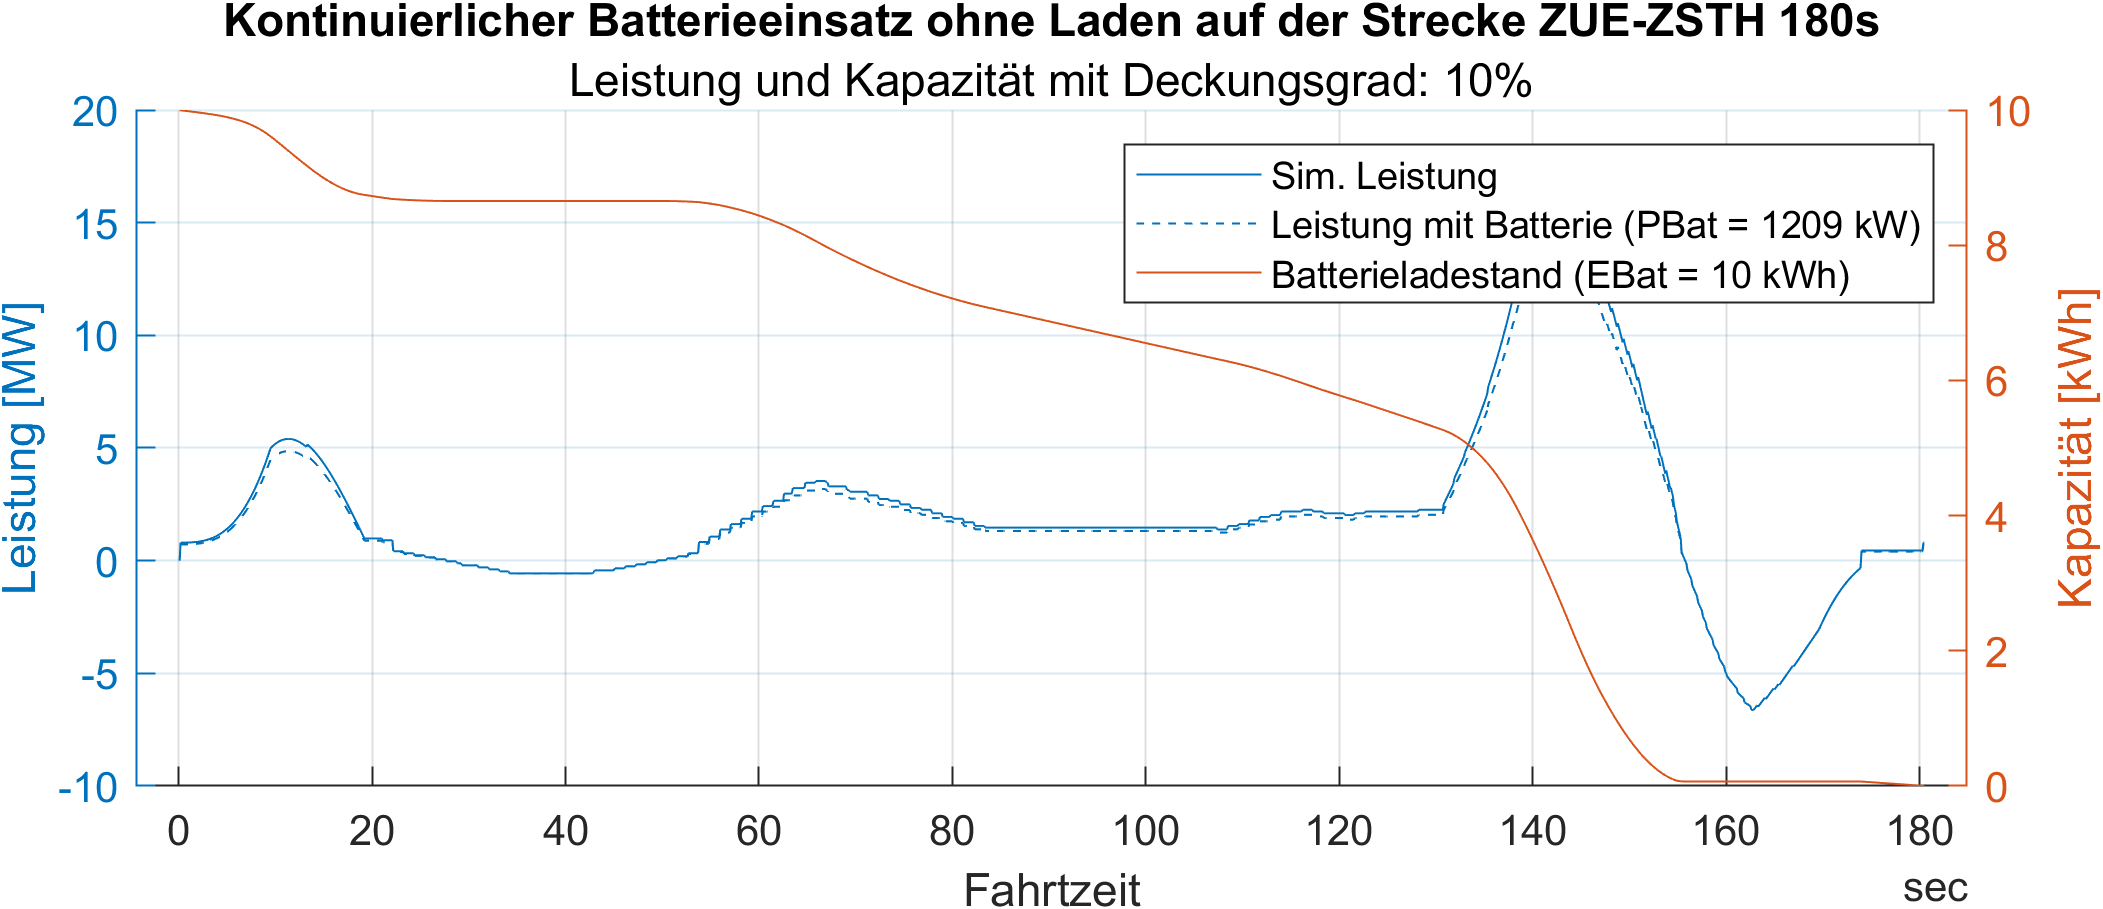 Kontinuierlicher Batterieeinsatz ohne Laden auf der Strecke ZUE-ZSTH 180s
Leistung und Kapazität mit Deckungsgrad: 10%
Leistung [MW]
20
15
10
5
0
-5
-10
Sim. Leistung
Leistung mit Batterie (PBat = 1209 kW)
Batterieladestand (EBat = 10 kWh)
10
8
6
4
2
0
Kapazität [kWh]
0 20 40 60 80 100 120 140 160 180
Fahrtzeit
sec